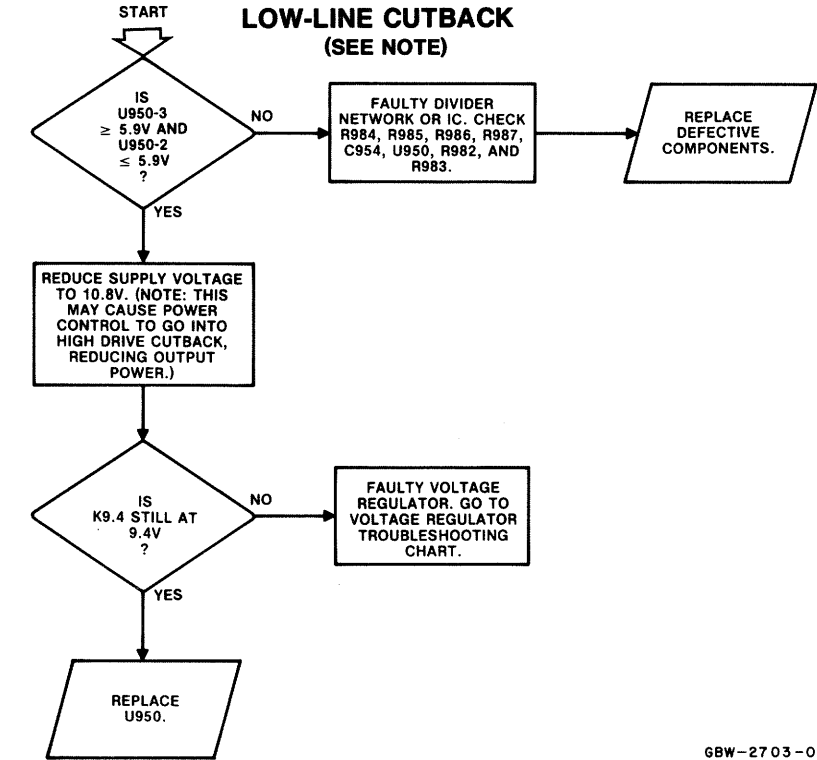 START
LOW-LINE CUTBACK
(SEE NOTE)
IS
U950-3
≥ 5.9V AND
U950-2
≤ 5.9V
?
NO
FAULTY DIVIDER
NETWORK OR IC. CHECK
R984, R985, R986, R987,
C954, U950, R982, AND
R983.
REPLACE
DEFECTIVE
COMPONENTS.
YES
REDUCE SUPPLY VOLTAGE
TO 10.8V. (NOTE: THIS
MAY CAUSE POWER
CONTROL TO GO INTO
HIGH DRIVE CUTBACK,
REDUCING OUTPUT
POWER.)
IS
K9.4 STILL AT
9.4V
?
NO
FAULTY VOLTAGE
REGULATOR. GO TO
VOLTAGE REGULATOR
TROUBLESHOOTING
CHART.
YES
REPLACE
U950.
GBW-2703-0